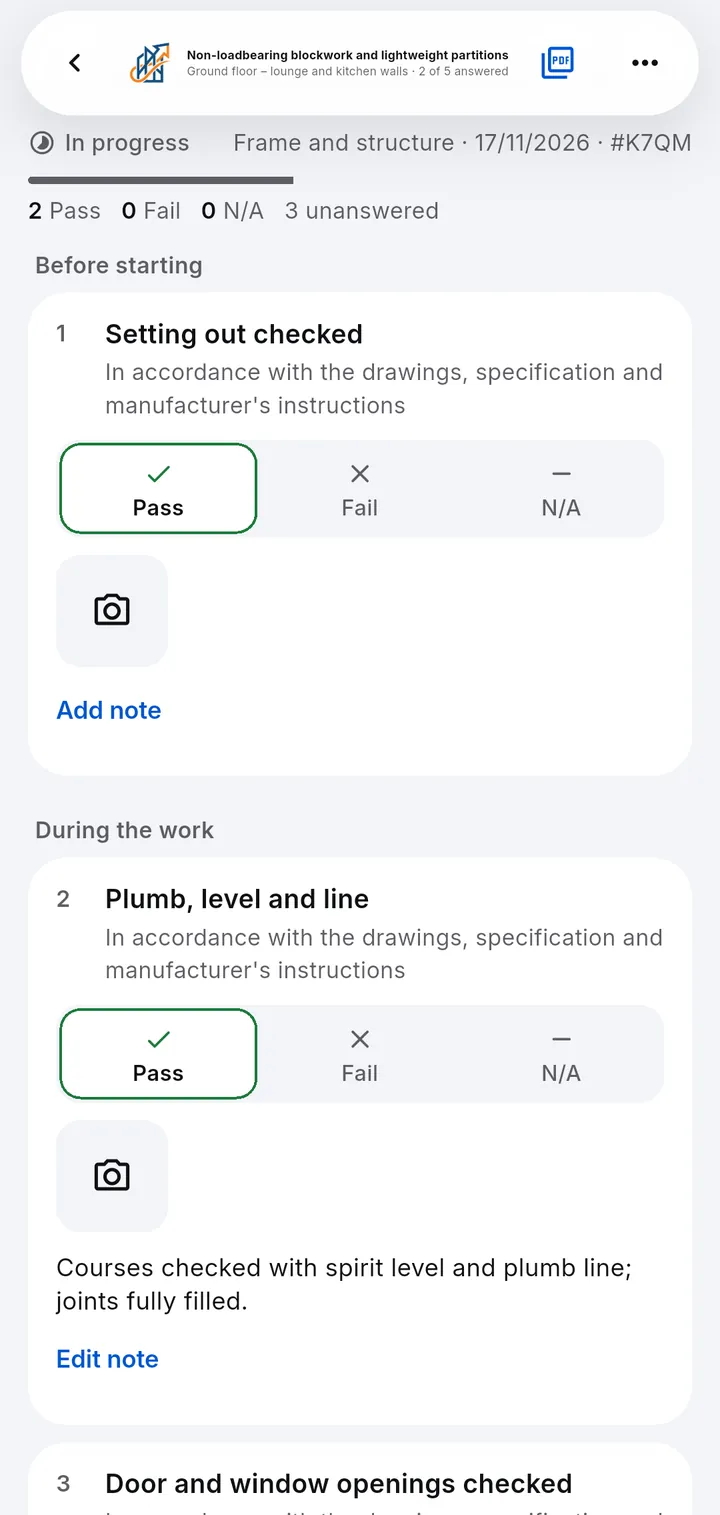 Non-loadbearing blockwork and lightweight partitions
Ground floor – lounge and kitchen walls · 2 of 5 answered
PDF
In progress
Frame and structure · 17/11/2026 · #K7QM
2 Pass 0 Fail 0 N/A 3 unanswered
Before starting
1 Setting out checked
In accordance with the drawings, specification and
manufacturer's instructions
Pass Fail N/A
Add note
During the work
2 Plumb, level and line
In accordance with the drawings, specification and
manufacturer's instructions
Pass Fail N/A
Courses checked with spirit level and plumb line;
joints fully filled.
Edit note
3 Door and window openings checked